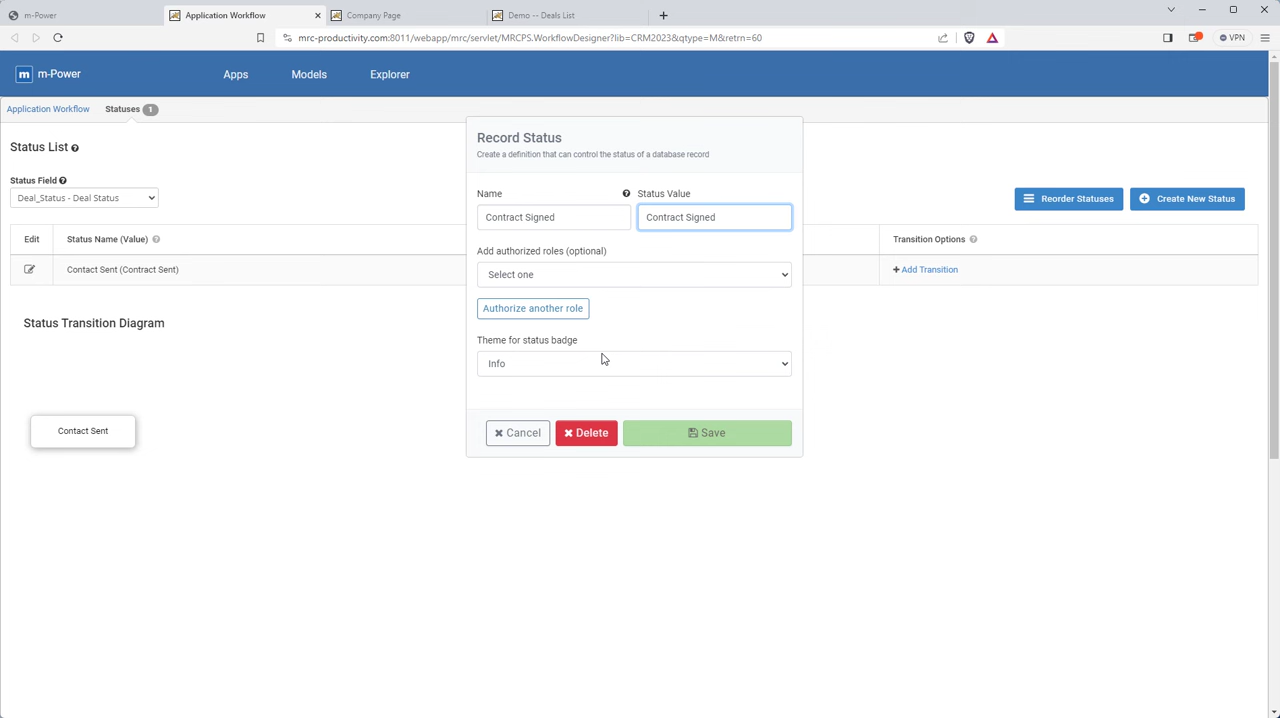 m-Power
Application Workflow
Company Page
Demo -- Deals List
mrc-productivity.com:8011/webapp/mrc/servlet/MRCPS.WorkflowDesigner?lib=CRM2023&qtype=M&retrn=60
VPN
m m-Power
Apps
Models
Explorer
Application Workflow
Statuses 1
Status List
Status Field
Deal_Status - Deal Status
Reorder Statuses
Create New Status
Edit
Status Name (Value)
Transition Options
Contact Sent (Contract Sent)
Add Transition
Status Transition Diagram
Contact Sent
Record Status
Create a definition that can control the status of a database record
Name
Status Value
Contract Signed
Contract Signed
Add authorized roles (optional)
Select one
Authorize another role
Theme for status badge
Info
Cancel
Delete
Save